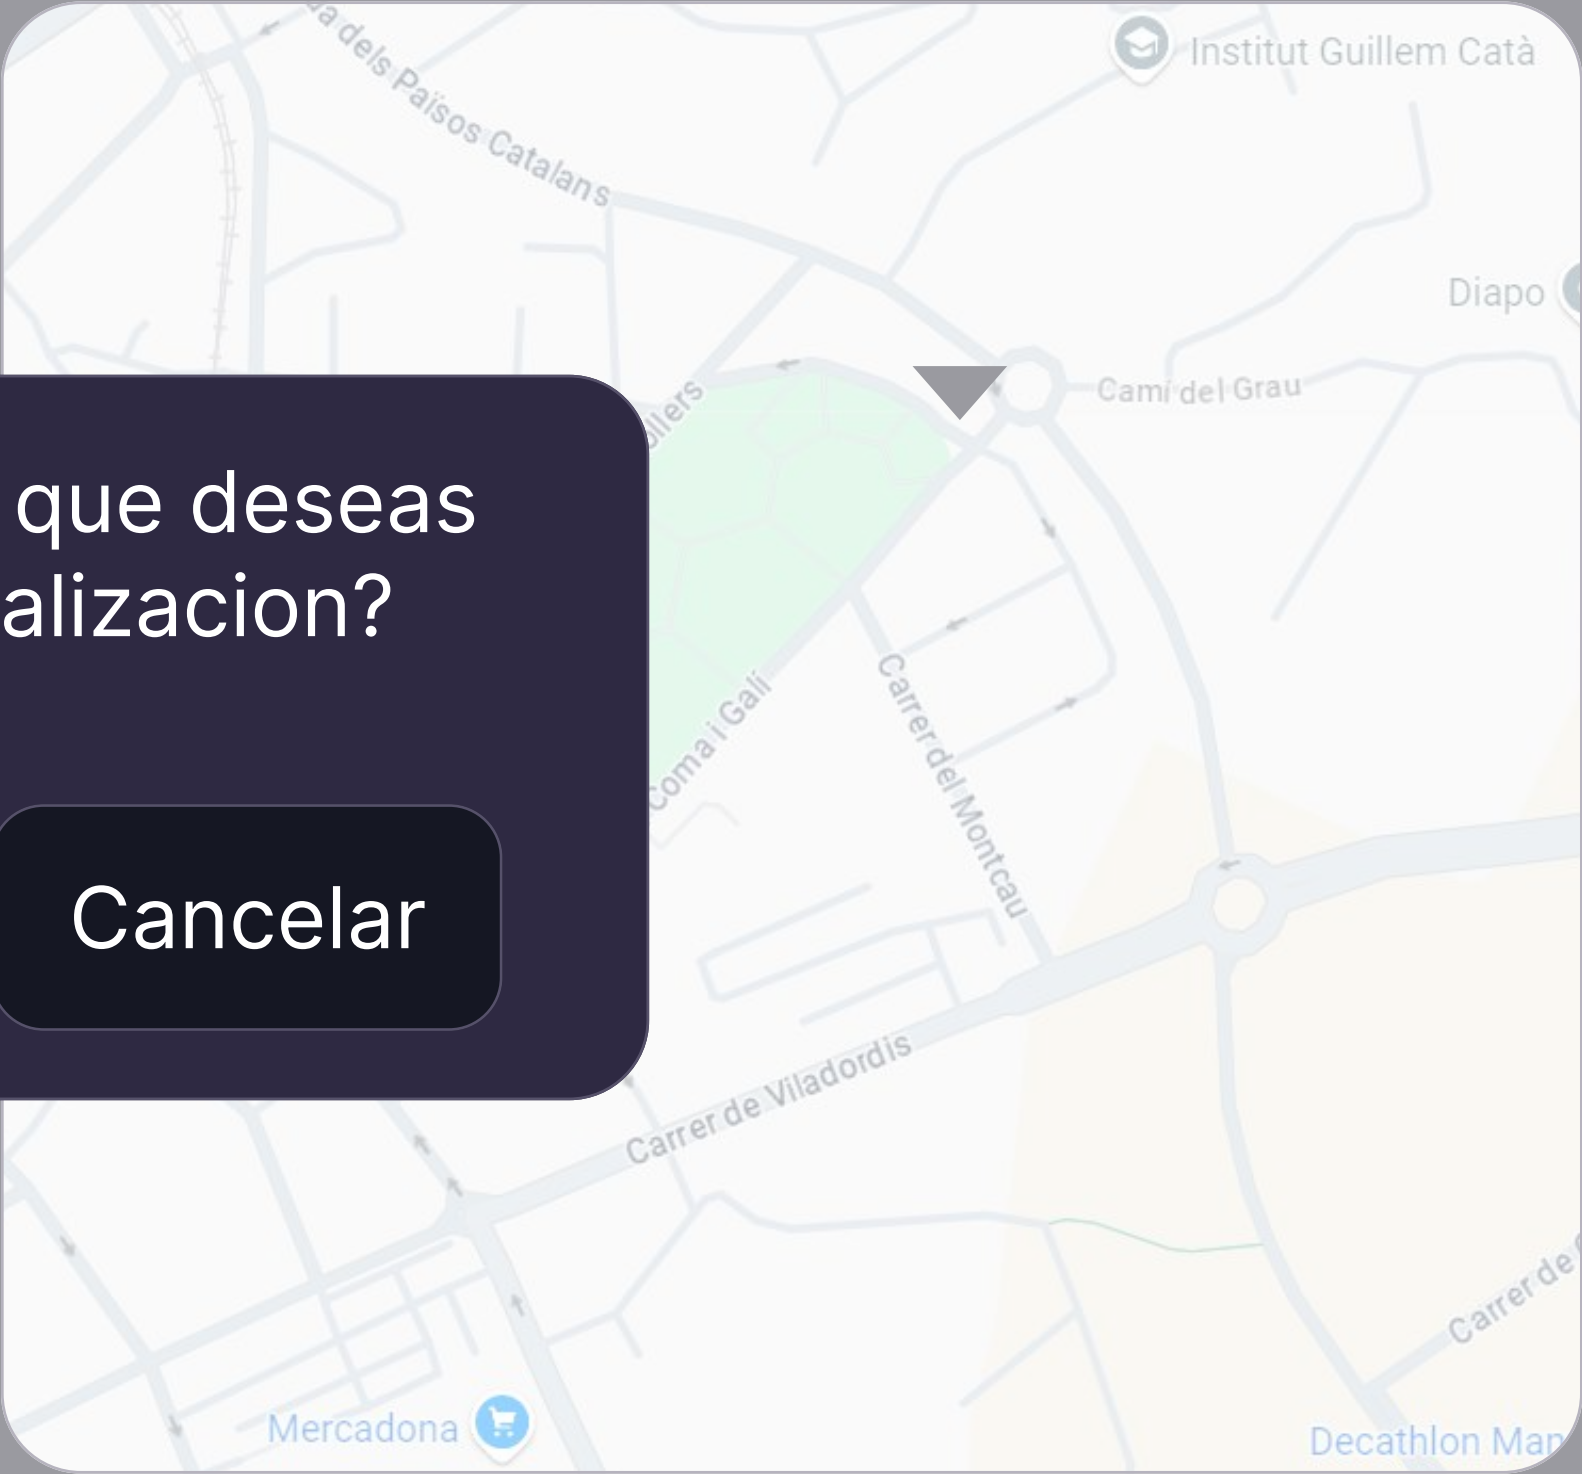 dels Països Catalans
Institut Guillem Catà
Diapo
Camí del Grau
que deseas
alizacion?
Cancelar
Coma i Galí
Carrer del Montcau
Carrer de Viladordis
Carrer de
Mercadona
Decathlon Man